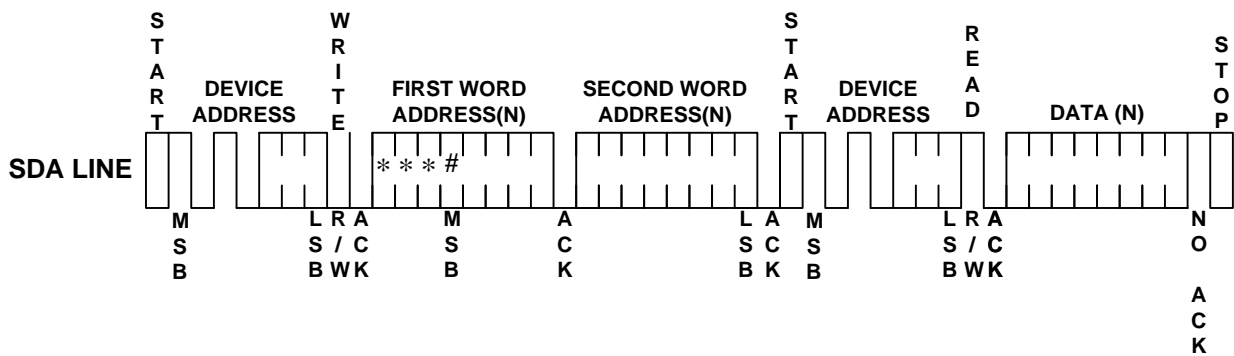 START
WRITE
START
READ
STOP
DEVICE
ADDRESS
FIRST WORD
ADDRESS(N)
SECOND WORD
ADDRESS(N)
DEVICE
ADDRESS
DATA (N)
SDA LINE
* * * #
MSB
LSB
R/W
ACK
MSB
ACK
LSB
ACK
MSB
LSB
R/W
ACK
NO ACK